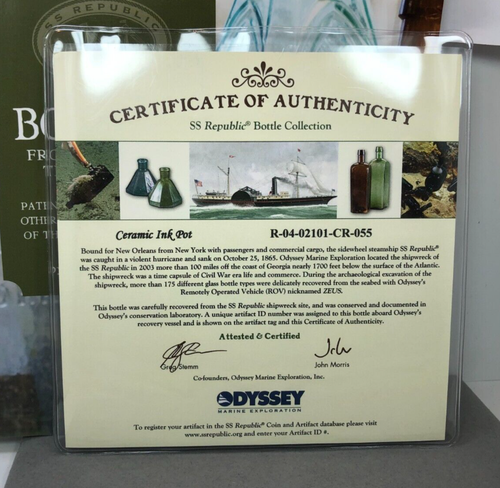 SS REPUBLIC
CERTIFICATE OF AUTHENTICITY
SS Republic® Bottle Collection
Ceramic Ink Pot R-04-02101-CR-055
Bound for New Orleans from New York with passengers and commercial cargo, the sidewheel steamship SS Republic®
was caught in a violent hurricane and sank on October 25, 1865. Odyssey Marine Exploration located the shipwreck of
the SS Republic in 2003 more than 100 miles off the coast of Georgia nearly 1700 feet below the surface of the Atlantic.
The shipwreck was a time capsule of Civil War era life and commerce. During the archaeological excavation of the
shipwreck, more than 175 different glass bottle types were delicately recovered from the seabed with Odyssey's
Remotely Operated Vehicle (ROV) nicknamed ZEUS.
This bottle was carefully recovered from the SS Republic shipwreck site, and was conserved and documented in
Odyssey's conservation laboratory. A unique artifact ID number was assigned to this bottle aboard Odyssey's
recovery vessel and is shown on the artifact tag and this Certificate of Authenticity.
Attested & Certified
Greg Stemm John Morris
Co-founders, Odyssey Marine Exploration, Inc.
ODYSSEY
MARINE EXPLORATION
To register your artifact in the SS Republic Coin and Artifact database please visit
www.ssrepublic.org and enter your Artifact ID #.